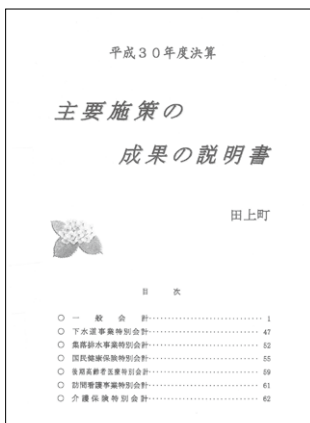 平成30年度決算
主要施策の
成果の説明書
田上町
目 次
○ 一般会計……………………………… 1
○ 下水道事業特別会計…………………………… 47
○ 集落排水事業特別会計…………………………… 52
○ 国民健康保険特別会計…………………………… 55
○ 後期高齢者医療特別会計…………………………… 59
○ 訪問看護事業特別会計…………………………… 61
○ 介護保険特別会計…………………………… 62